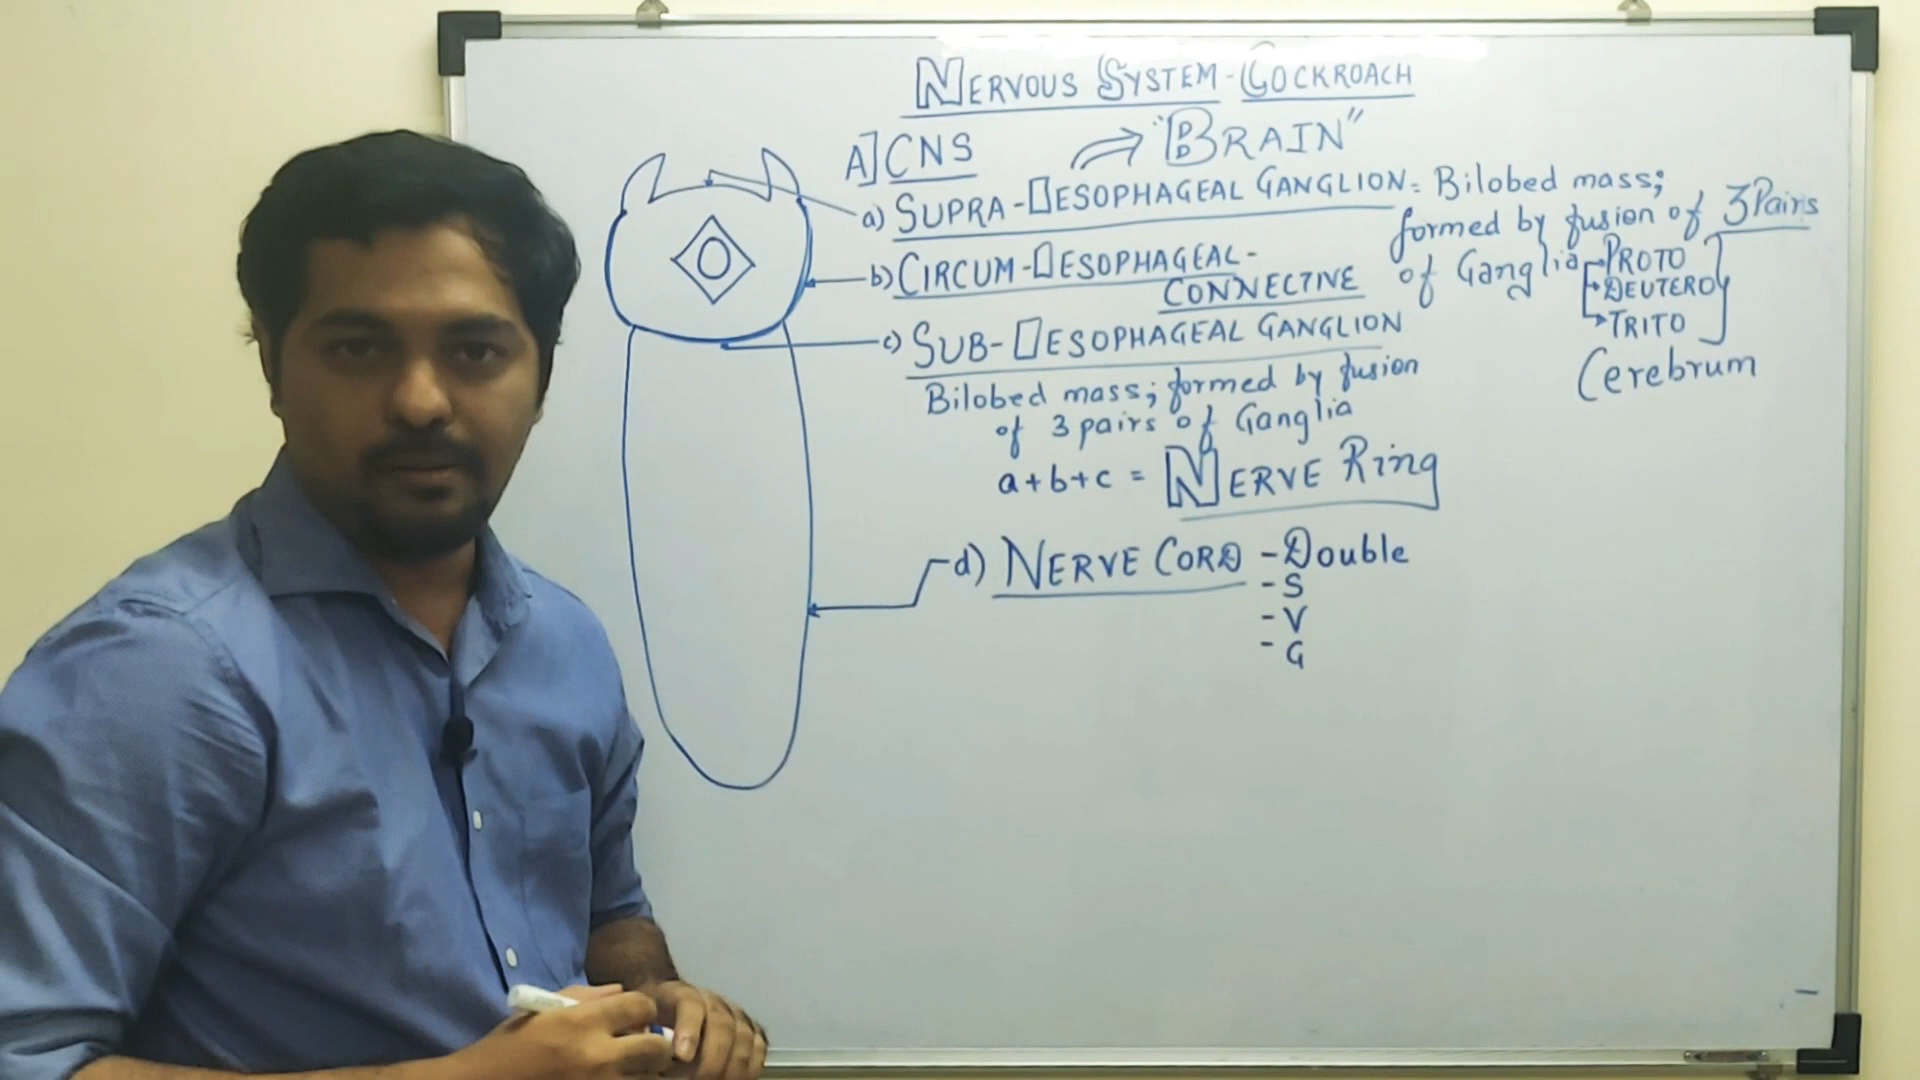 NERVOUS SYSTEM - COCKROACH
A] CNS
"BRAIN"
a) SUPRA-OESOPHAGEAL GANGLION = Bilobed mass;
formed by fusion of 3 Pairs
of Ganglia
PROTO
DEUTERO
TRITO
Cerebrum
b) CIRCUM-OESOPHAGEAL-
CONNECTIVE
c) SUB-OESOPHAGEAL GANGLION
Bilobed mass; formed by fusion
of 3 pairs of Ganglia
a+b+c = NERVE Ring
d) NERVE CORD - Double
- S
- V
- G
O